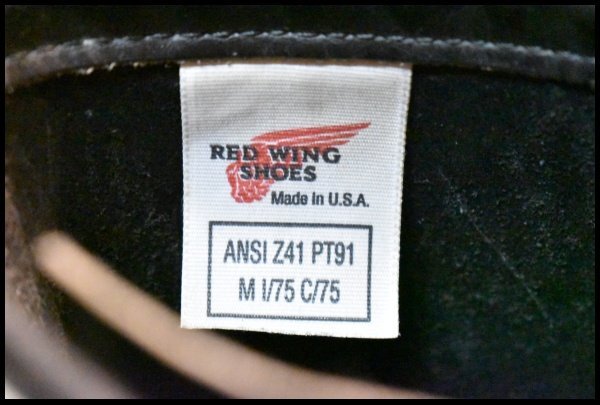 RED WING
SHOES
Made in U.S.A.
ANSI Z41 PT91
M I/75 C/75